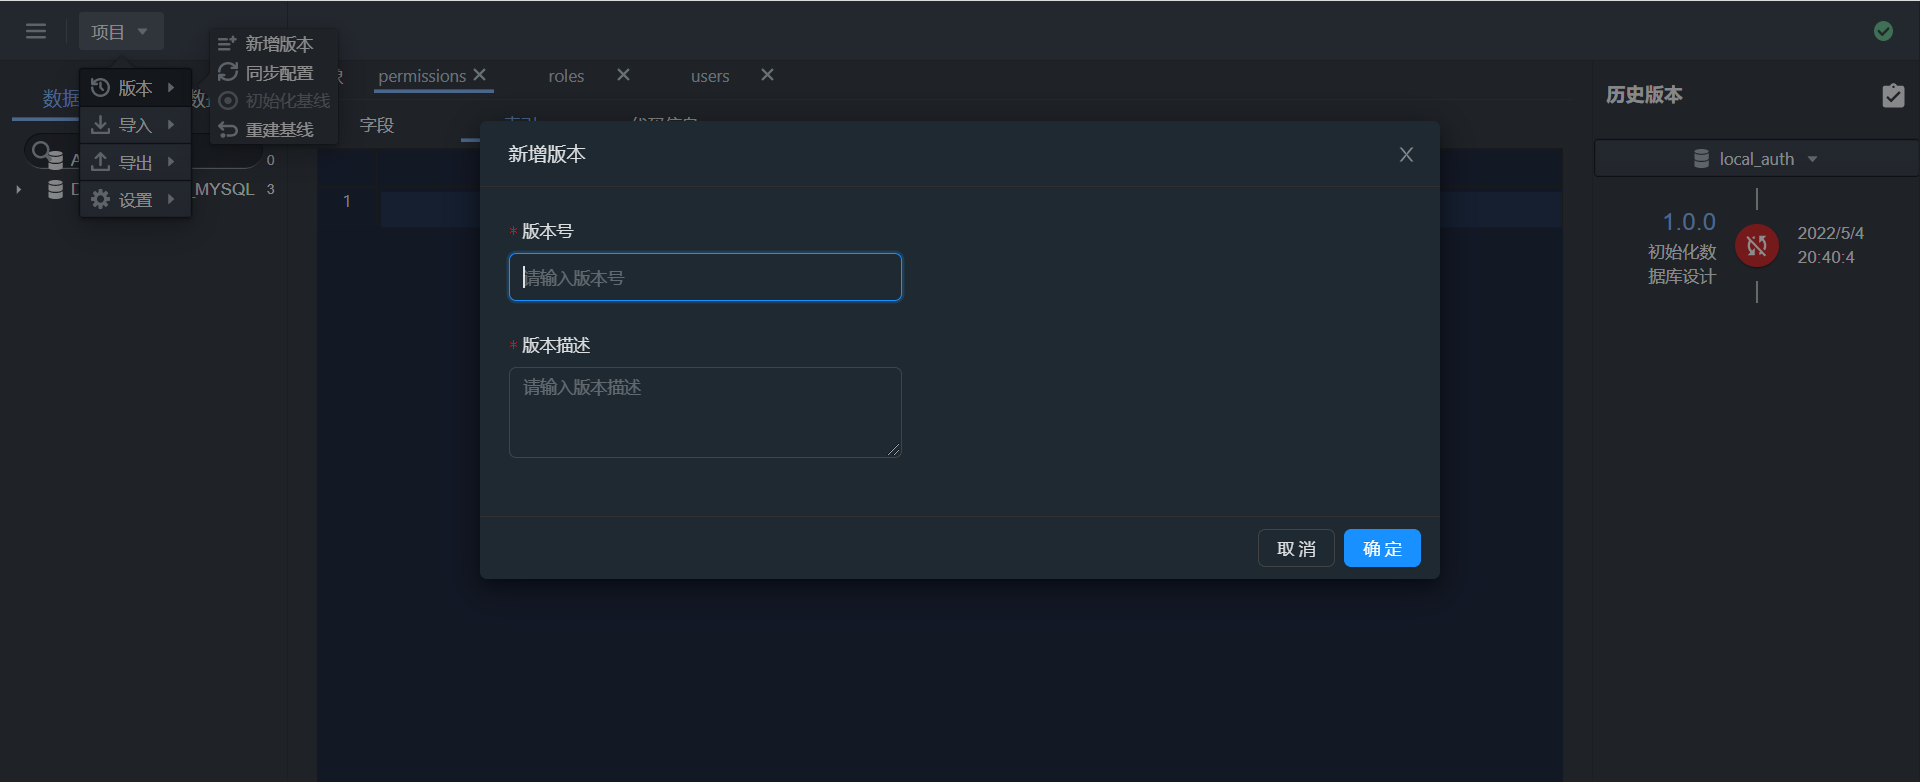 项目
新增版本
同步配置
初始化基线
重建基线
版本
导入
导出
设置
数据
permissions
roles
users
字段
0
MYSQL 3
1
新增版本
* 版本号
请输入版本号
* 版本描述
请输入版本描述
取 消
确 定
历史版本
local_auth
1.0.0
初始化数
据库设计
2022/5/4
20:40:4